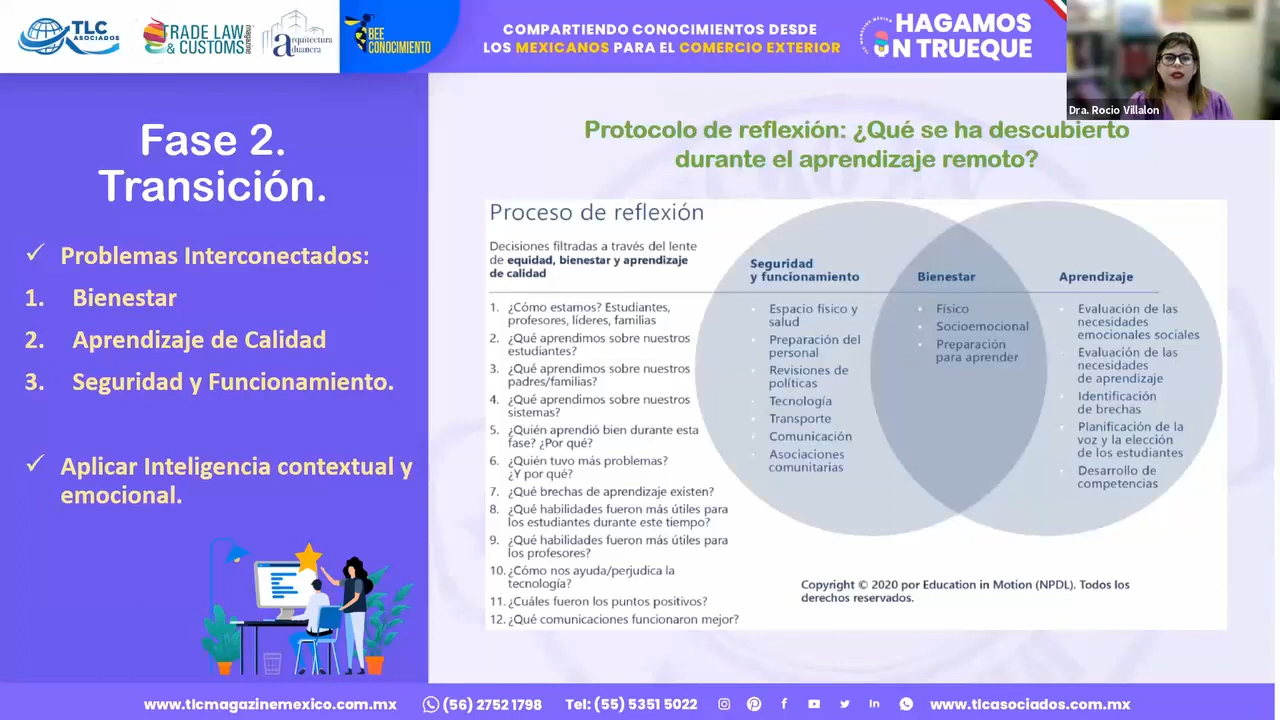 TLC
ASOCIADOS
TRADE LAW
& CUSTOMS
Arquitectura
Aduanera
BEE
CONOCIMIENTO
COMPARTIENDO CONOCIMIENTOS DESDE
LOS MEXICANOS PARA EL COMERCIO EXTERIOR
HAGAMOS
UN TRUEQUE
Dra. Rocio Villalon
Fase 2.
Transición.
✓ Problemas Interconectados:
1. Bienestar
2. Aprendizaje de Calidad
3. Seguridad y Funcionamiento.
✓ Aplicar Inteligencia contextual y
emocional.
Protocolo de reflexión: ¿Qué se ha descubierto
durante el aprendizaje remoto?
Proceso de reflexión
Decisiones filtradas a través del lente
de equidad, bienestar y aprendizaje
de calidad
1. ¿Cómo estamos? Estudiantes,
profesores, líderes, familias
2. ¿Qué aprendimos sobre nuestros
estudiantes?
3. ¿Qué aprendimos sobre nuestros
padres/familias?
4. ¿Qué aprendimos sobre nuestros
sistemas?
5. ¿Quién aprendió bien durante esta
fase? ¿Por qué?
6. ¿Quién tuvo más problemas?
¿Y por qué?
7. ¿Qué brechas de aprendizaje existen?
8. ¿Qué habilidades fueron más útiles para
los estudiantes durante este tiempo?
9. ¿Qué habilidades fueron más útiles para
los profesores?
10. ¿Cómo nos ayuda/perjudica la
tecnología?
11. ¿Cuáles fueron los puntos positivos?
12. ¿Qué comunicaciones funcionaron mejor?
Seguridad
y funcionamiento
• Espacio físico y
salud
• Preparación del
personal
• Revisiones de
políticas
• Tecnología
• Transporte
• Comunicación
• Asociaciones
comunitarias
Bienestar
• Físico
• Socioemocional
• Preparación
para aprender
Aprendizaje
• Evaluación de las
necesidades
emocionales sociales
• Evaluación de las
necesidades
de aprendizaje
• Identificación
de brechas
• Planificación de la
voz y la elección
de los estudiantes
• Desarrollo de
competencias
Copyright © 2020 por Education in Motion (NPDL). Todos los
derechos reservados.
www.tlcmagazinemexico.com.mx
(56) 2752 1798
Tel: (55) 5351 5022
www.tlcasociados.com.mx